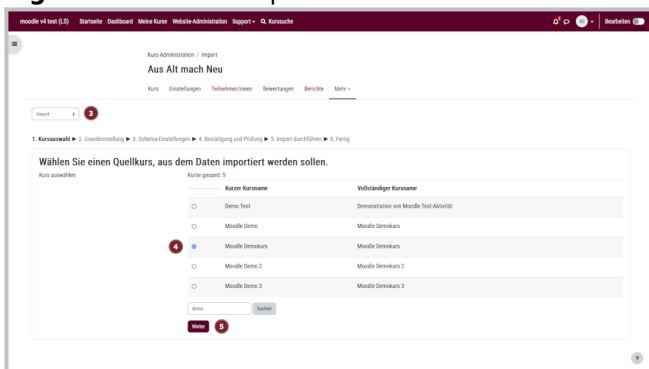 moodle v4 test (LS) Startseite Dashboard Meine Kurse Website-Administration Support Kurssuche Bearbeiten
Kurs-Administration / Import
Aus Alt mach Neu
Kurs Einstellungen Teilnehmer/innen Bewertungen Berichte Mehr
Import 3
1. Kursauswahl ► 2. Grundeinstellung ► 3. Schema-Einstellungen ► 4. Bestätigung und Prüfung ► 5. Import durchführen ► 6. Fertig
Wählen Sie einen Quellkurs, aus dem Daten importiert werden sollen.
Kurs auswählen Kurse gesamt: 5
Kurzer Kursname Vollständiger Kursname
Demo Test Demonstration von Moodle Test-Aktivität
Moodle Demo Moodle Demokurs
4 Moodle Demokurs Moodle Demokurs
Moodle Demo 2 Moodle Demokurs 2
Moodle Demo 3 Moodle Demokurs 3
demo Suchen
Weiter 5
?